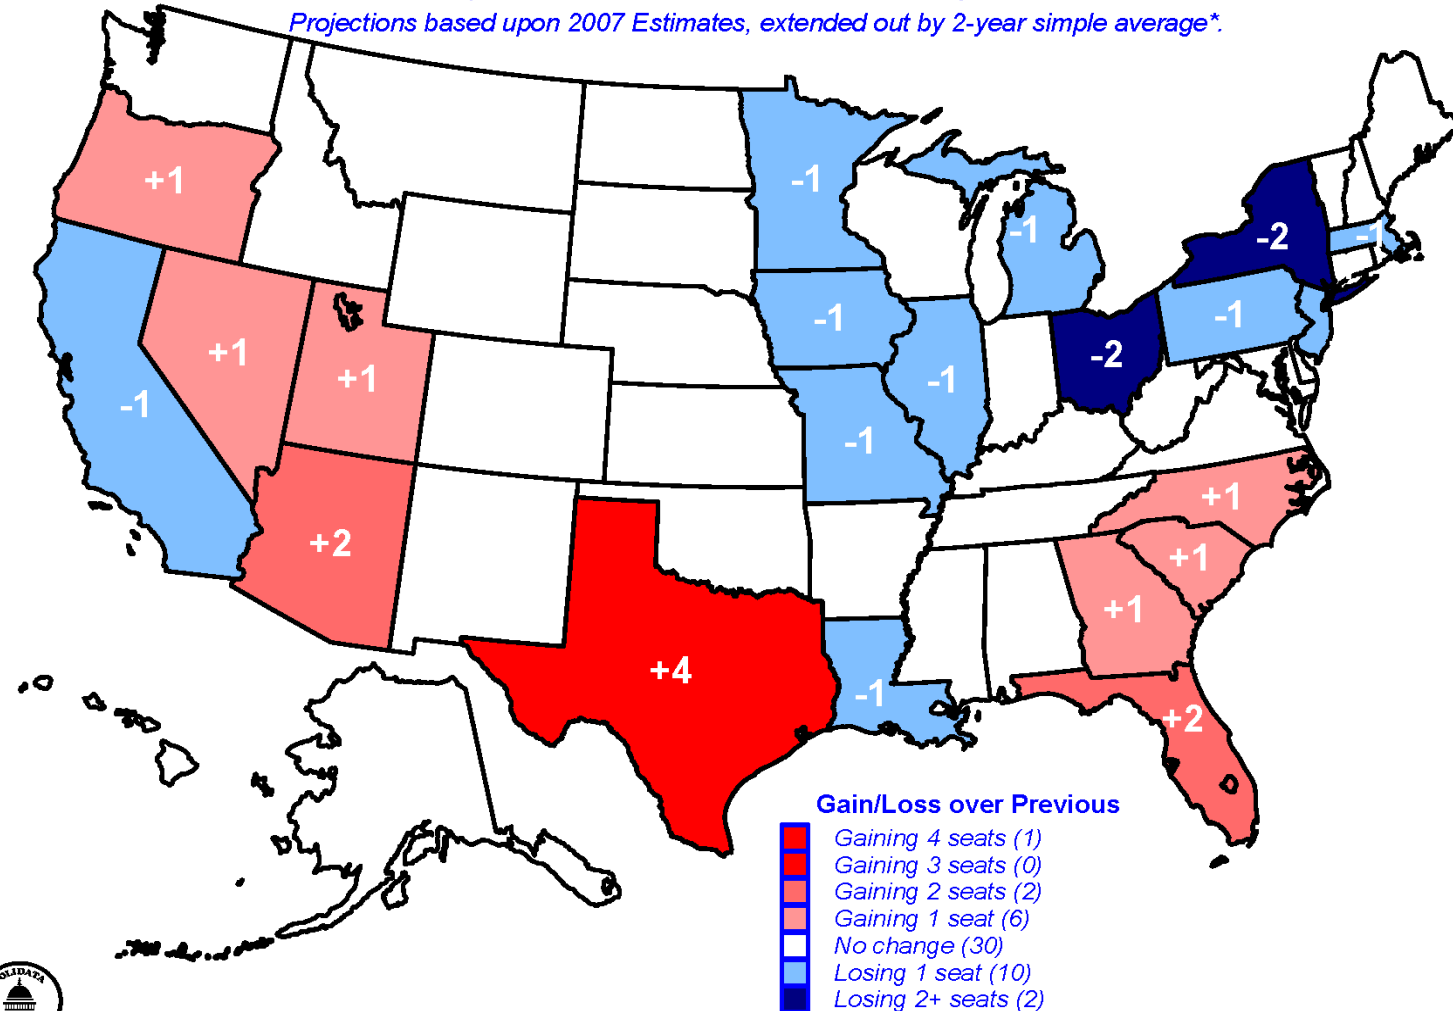 Projections based upon 2007 Estimates, extended out by 2-year simple average*.
+1
-1
-1
-2
-1
-1
-1
+1
-2
+1
-1
-1
-1
+1
+2
+1
+1
+4
-1
+2
Gain/Loss over Previous
Gaining 4 seats (1)
Gaining 3 seats (0)
Gaining 2 seats (2)
Gaining 1 seat (6)
No change (30)
Losing 1 seat (10)
Losing 2+ seats (2)
OLIDATA